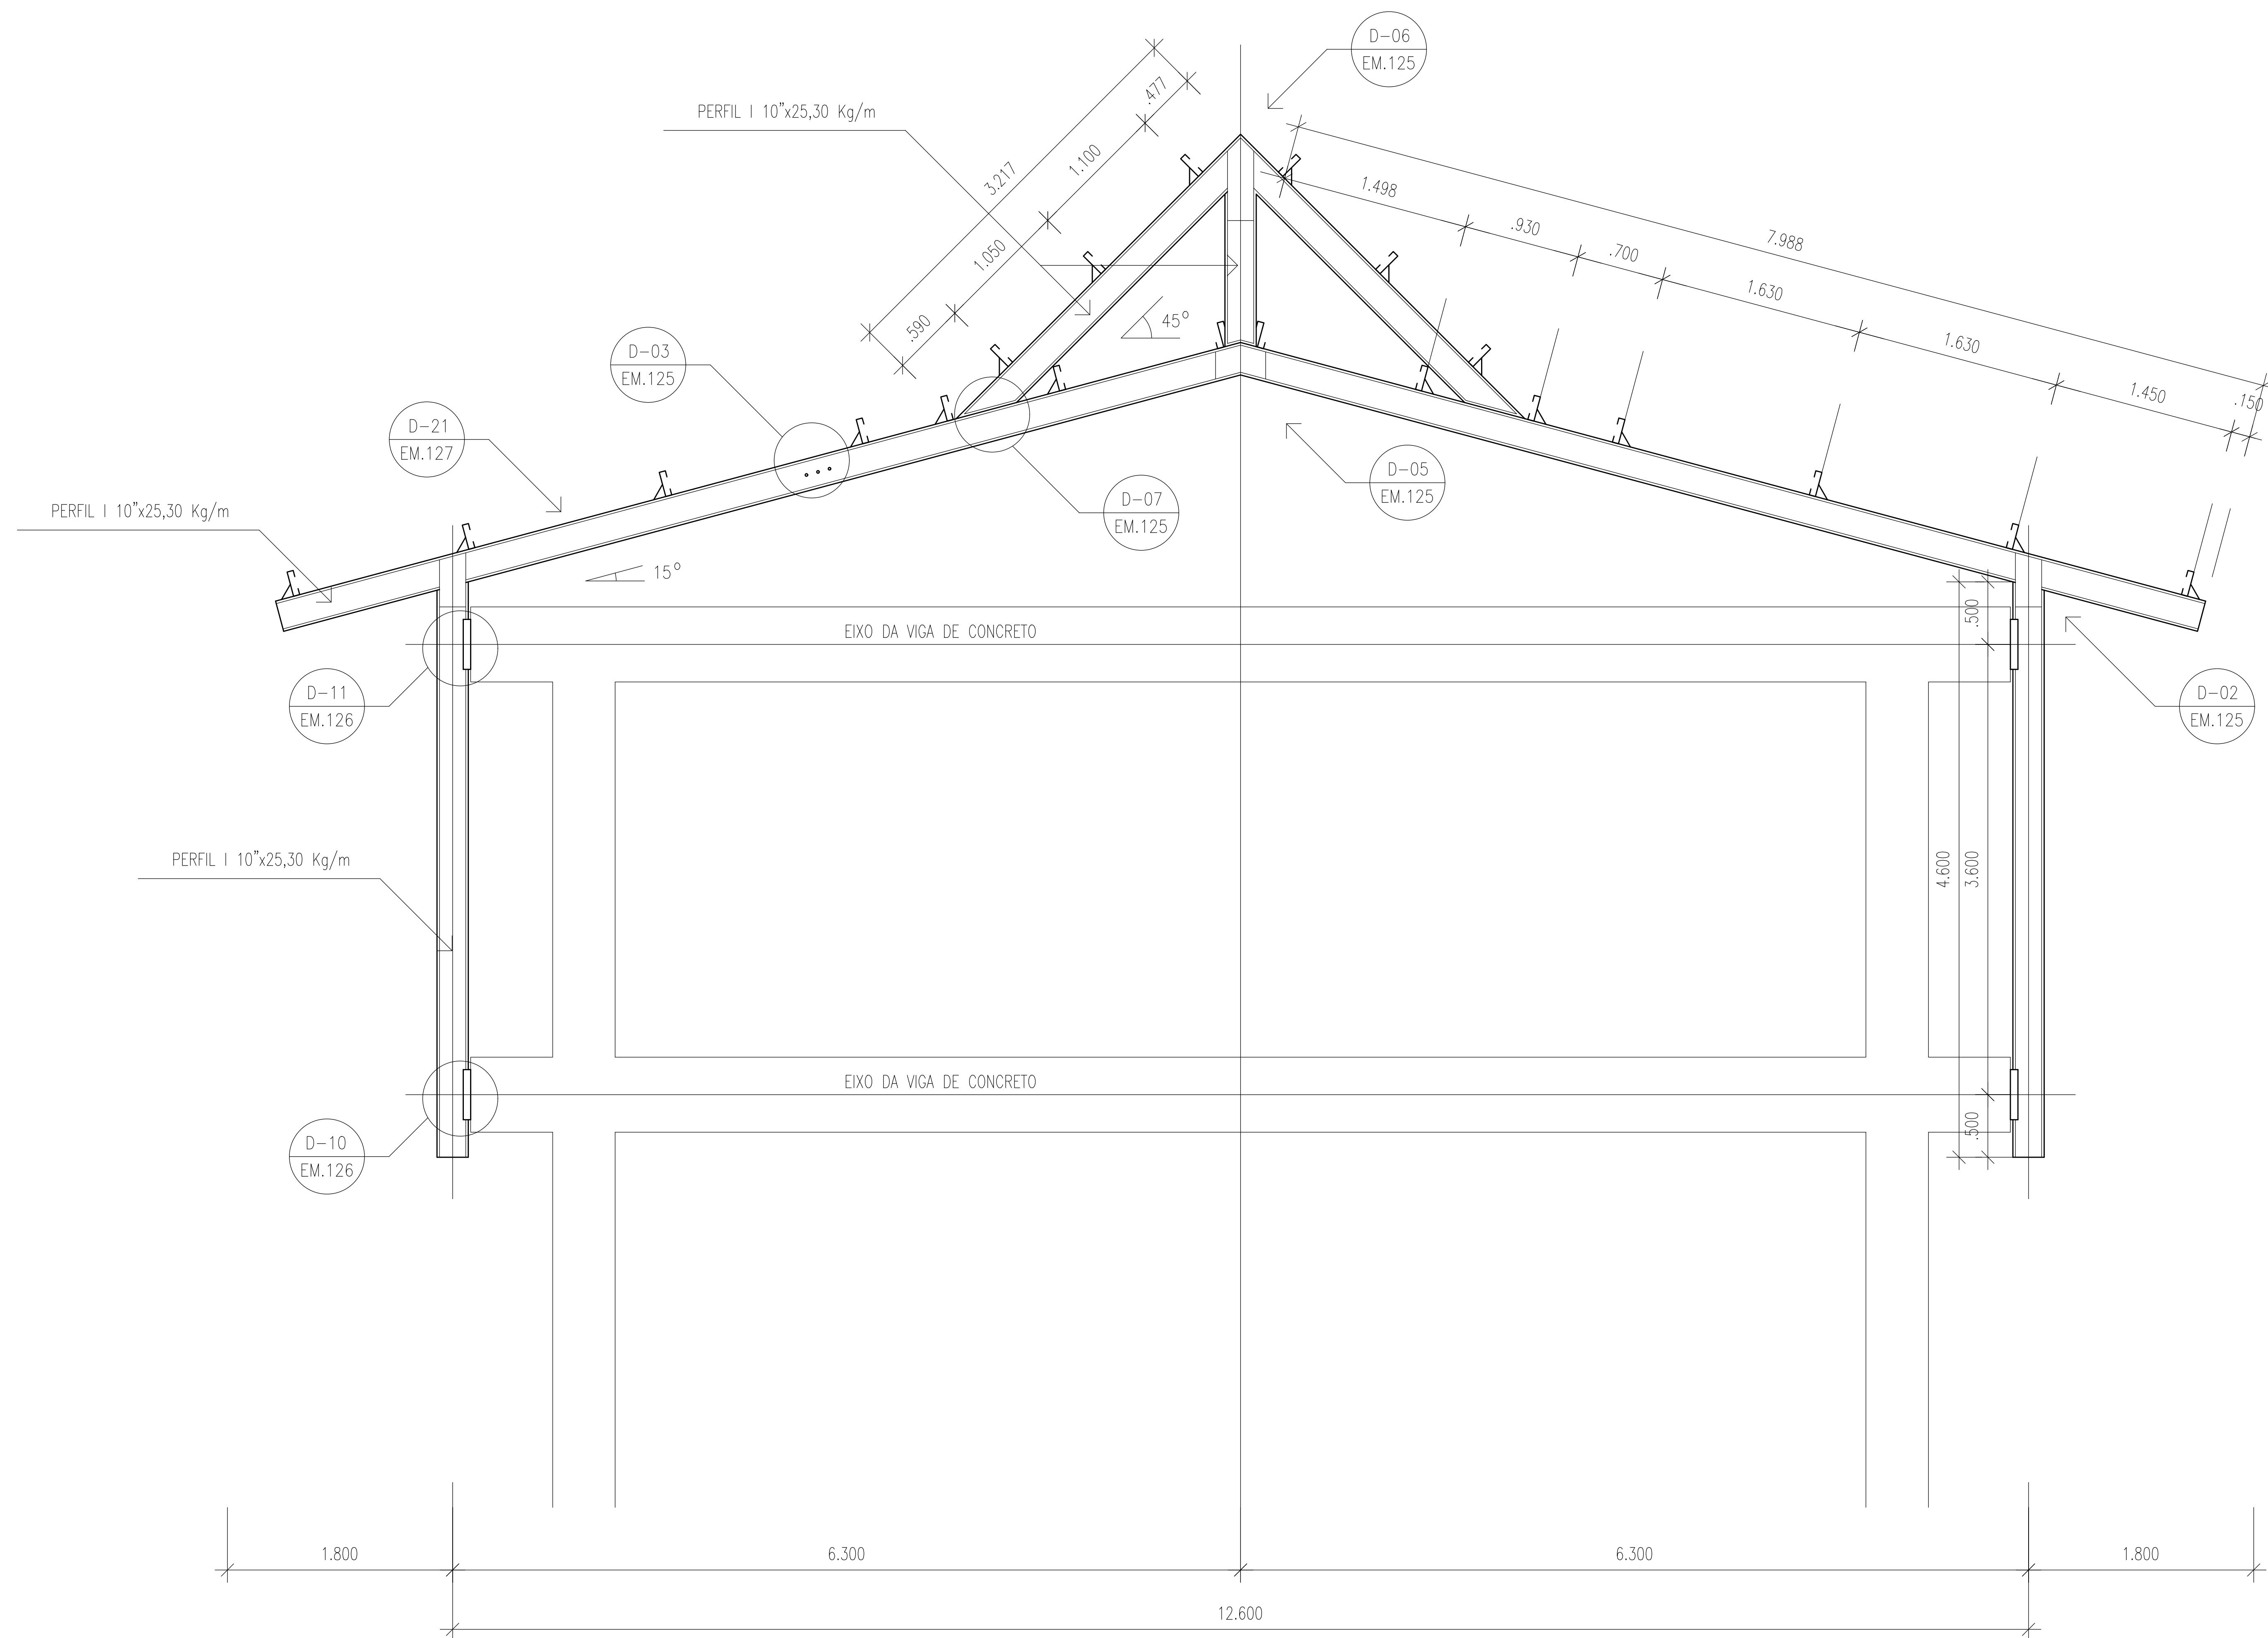 D-06
EM.125
PERFIL I 10"x25,30 Kg/m
.477
1.100
3.217
1.050
.590
1.498
.930
.700
7.988
1.630
1.630
1.450
.150
45°
D-03
EM.125
D-21
EM.127
D-05
EM.125
D-07
EM.125
PERFIL I 10"x25,30 Kg/m
15°
.500
EIXO DA VIGA DE CONCRETO
D-11
EM.126
D-02
EM.125
PERFIL I 10"x25,30 Kg/m
4.600
3.600
EIXO DA VIGA DE CONCRETO
.500
D-10
EM.126
1.800
6.300
6.300
1.800
12.600